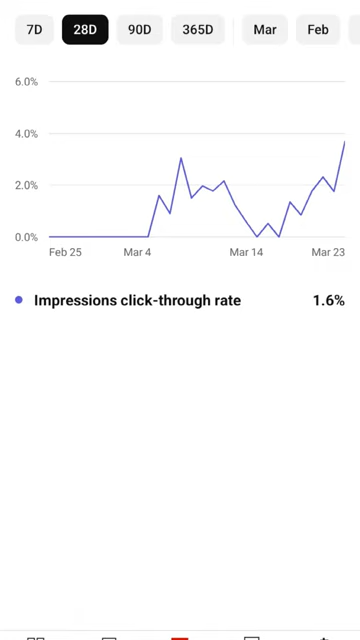 7D 28D 90D 365D Mar Feb
6.0%
4.0%
2.0%
0.0%
Feb 25 Mar 4 Mar 14 Mar 23
Impressions click-through rate 1.6%